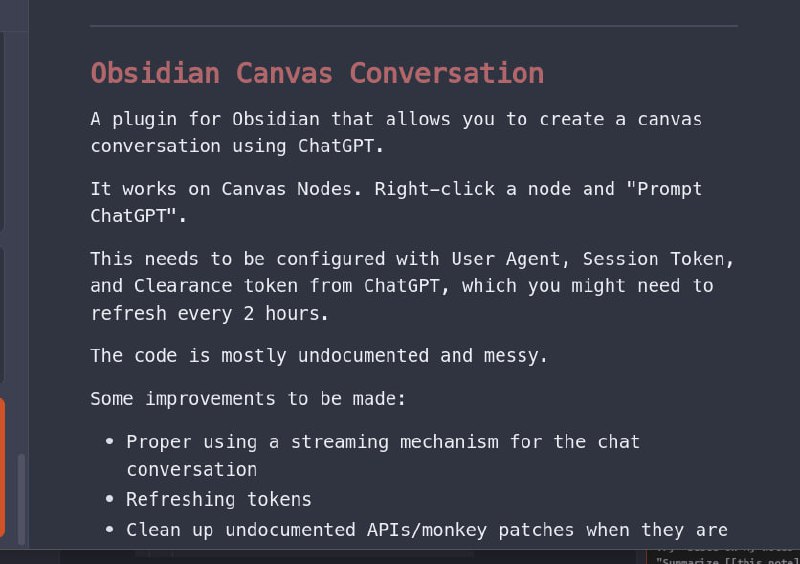 Obsidian Canvas Conversation
A plugin for Obsidian that allows you to create a canvas
conversation using ChatGPT.
It works on Canvas Nodes. Right-click a node and "Prompt
ChatGPT".
This needs to be configured with User Agent, Session Token,
and Clearance token from ChatGPT, which you might need to
refresh every 2 hours.
The code is mostly undocumented and messy.
Some improvements to be made:
• Proper using a streaming mechanism for the chat
conversation
• Refreshing tokens
• Clean up undocumented APIs/monkey patches when they are
"Summarize [[this note]